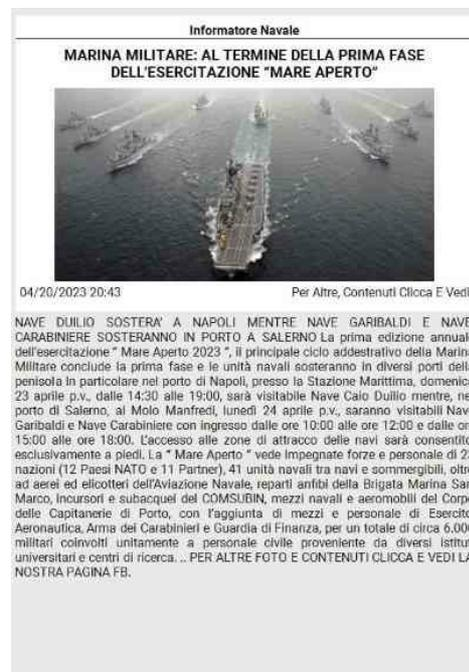 Informatore Navale
MARINA MILITARE: AL TERMINE DELLA PRIMA FASE
DELL'ESERCITAZIONE "MARE APERTO"
04/20/2023 20:43
Per Altre, Contenuti Clicca E Vedi
NAVE DUILIO SOSTERA' A NAPOLI MENTRE NAVE GARIBALDI E NAVE
CARABINIERE SOSTERANNO IN PORTO A SALERNO La prima edizione annuale
dell'esercitazione " Mare Aperto 2023 ", il principale ciclo addestrativo della Marin
Militare conclude la prima fase e le unità navali sosteranno in diversi porti della
penisola In particolare nel porto di Napoli, presso la Stazione Marittima, domenic
23 aprile p.v., dalle 14:30 alle 19:00, sarà visitabile Nave Caio Duilio mentre, ne
porto di Salerno, al Molo Manfredi, lunedì 24 aprile p.v., saranno visitabili Nave
Garibaldi e Nave Carabiniere con ingresso dalle ore 10:00 alle ore 12:00 e dalle or
15:00 alle ore 18:00. L'accesso alle zone di attracco delle navi sarà consentito
esclusivamente a piedi. La " Mare Aperto " vede impegnate forze e personale di 2
nazioni (12 Paesi NATO e 11 Partner), 41 unità navali tra navi e sommergibili, oltr
ad aerei ed elicotteri dell'Aviazione Navale, reparti anfibi della Brigata Marina San
Marco, incursori e subacquei del COMSUBIN, mezzi navali e aeromobili del Corp
delle Capitanerie di Porto, con l'aggiunta di mezzi e personale di Esercito
Aeronautica, Arma dei Carabinieri e Guardia di Finanza, per un totale di circa 6.00
militari coinvolti unitamente a personale civile proveniente da diversi istitut
universitari e centri di ricerca. .. PER ALTRE FOTO E CONTENUTI CLICCA E VEDI LA
NOSTRA PAGINA FB.